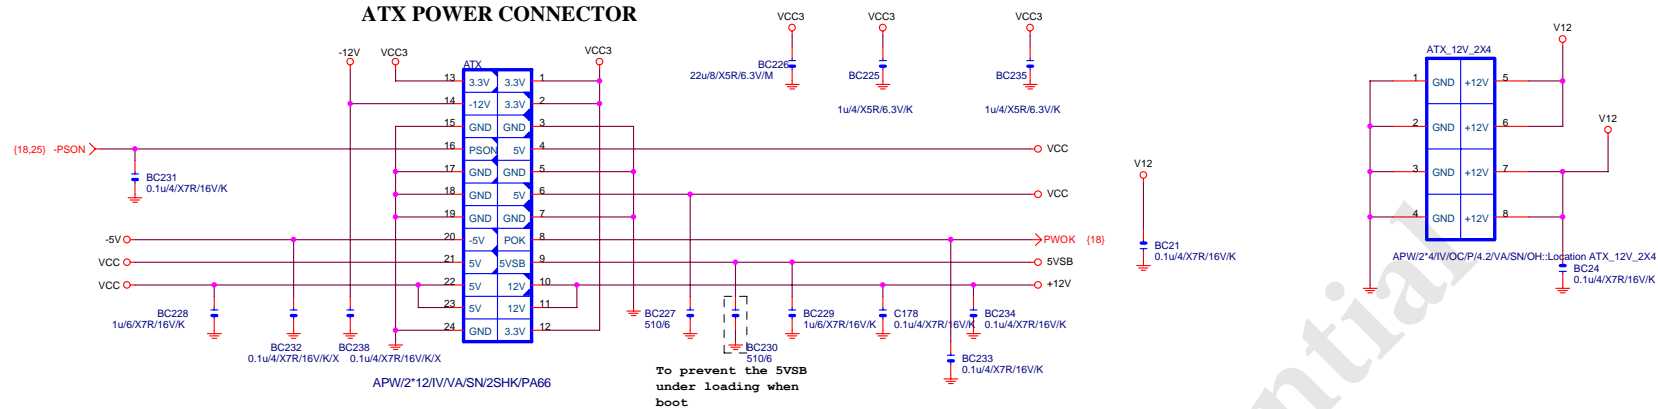 ATX POWER CONNECTOR
-12V VCC3 VCC3
ATX
13 3.3V 3.3V 1
14 -12V 3.3V 2
15 GND GND 3
{18,25} -PSON 16 PSON 5V 4 VCC
17 GND GND 5
18 GND 5V 6 VCC
19 GND GND 7
-5V 20 -5V POK 8 PWOK {18}
VCC 21 5V 5VSB 9 5VSB
VCC 22 5V 12V 10 +12V
23 5V 12V 11
24 GND 3.3V 12
BC231
0.1u/4/X7R/16V/K
BC228
1u/6/X7R/16V/K
BC232
0.1u/4/X7R/16V/K/X
BC238
0.1u/4/X7R/16V/K/X
APW/2*12/IV/VA/SN/2SHK/PA66
BC227
510/6
BC230
510/6
To prevent the 5VSB
under loading when
boot
BC229
1u/6/X7R/16V/K
C178
0.1u/4/X7R/16V/K
BC234
0.1u/4/X7R/16V/K
BC233
0.1u/4/X7R/16V/K
VCC3
BC226
22u/8/X5R/6.3V/M
VCC3
BC225
1u/4/X5R/6.3V/K
VCC3
BC235
1u/4/X5R/6.3V/K
V12
BC21
0.1u/4/X7R/16V/K
V12
ATX_12V_2X4
1 GND +12V 5
2 GND +12V 6
V12
3 GND +12V 7
4 GND +12V 8
APW/2*4/IV/OC/P/4.2/VA/SN/OH::Location ATX_12V_2X4
BC24
0.1u/4/X7R/16V/K
ntial